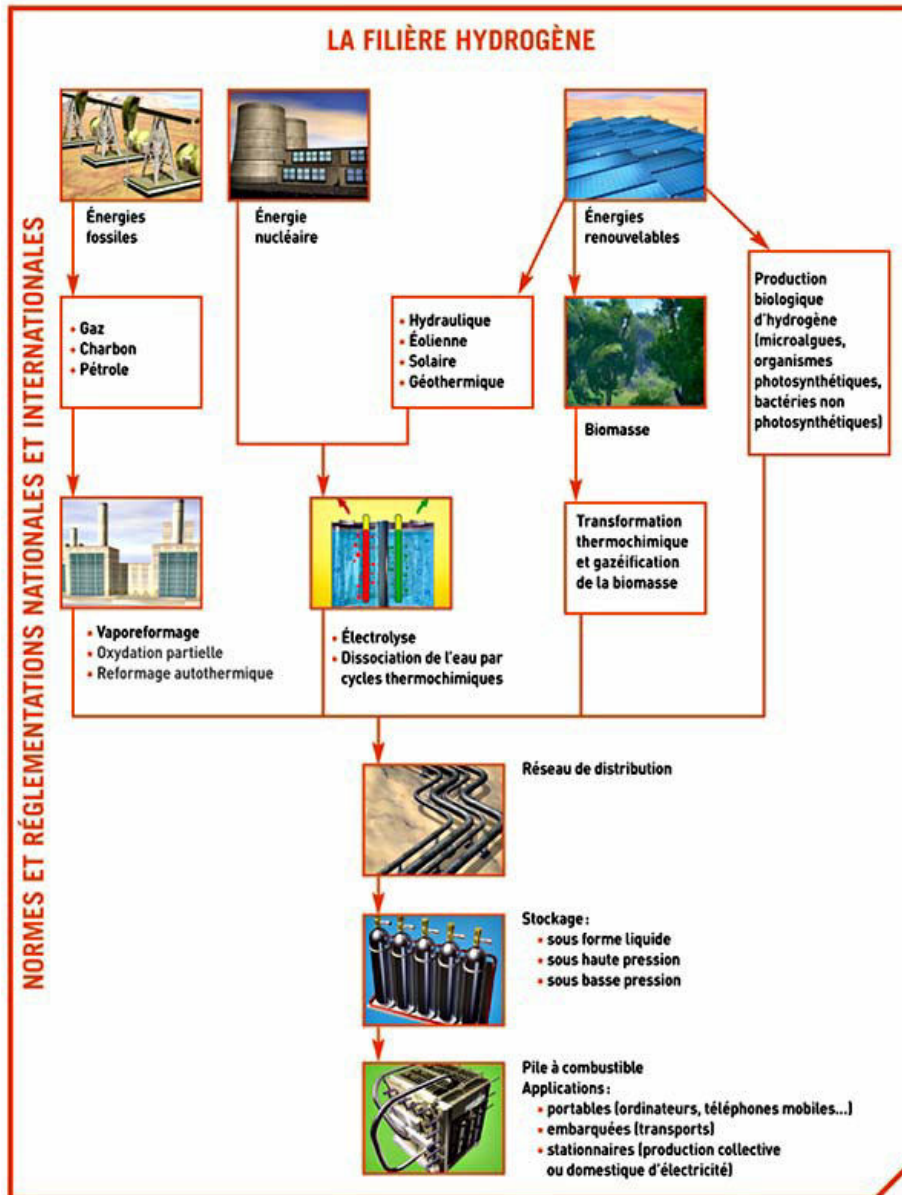 LA FILIÈRE HYDROGÈNE
NORMES ET RÉGLEMENTATIONS NATIONALES ET INTERNATIONALES
Énergies
fossiles
Énergie
nucléaire
Énergies
renouvelables
• Gaz
• Charbon
• Pétrole
• Hydraulique
• Éolienne
• Solaire
• Géothermique
Biomasse
Production
biologique
d'hydrogène
(microalgues,
organismes
photosynthétiques,
bactéries non
photosynthétiques)
• Vaporeformage
• Oxydation partielle
• Reformage autothermique
• Électrolyse
• Dissociation de l'eau par
cycles thermochimiques
Transformation
thermochimique
et gazéification
de la biomasse
Réseau de distribution
Stockage :
• sous forme liquide
• sous haute pression
• sous basse pression
Pile à combustible
Applications :
• portables (ordinateurs, téléphones mobiles...)
• embarquées (transports)
• stationnaires (production collective
ou domestique d'électricité)